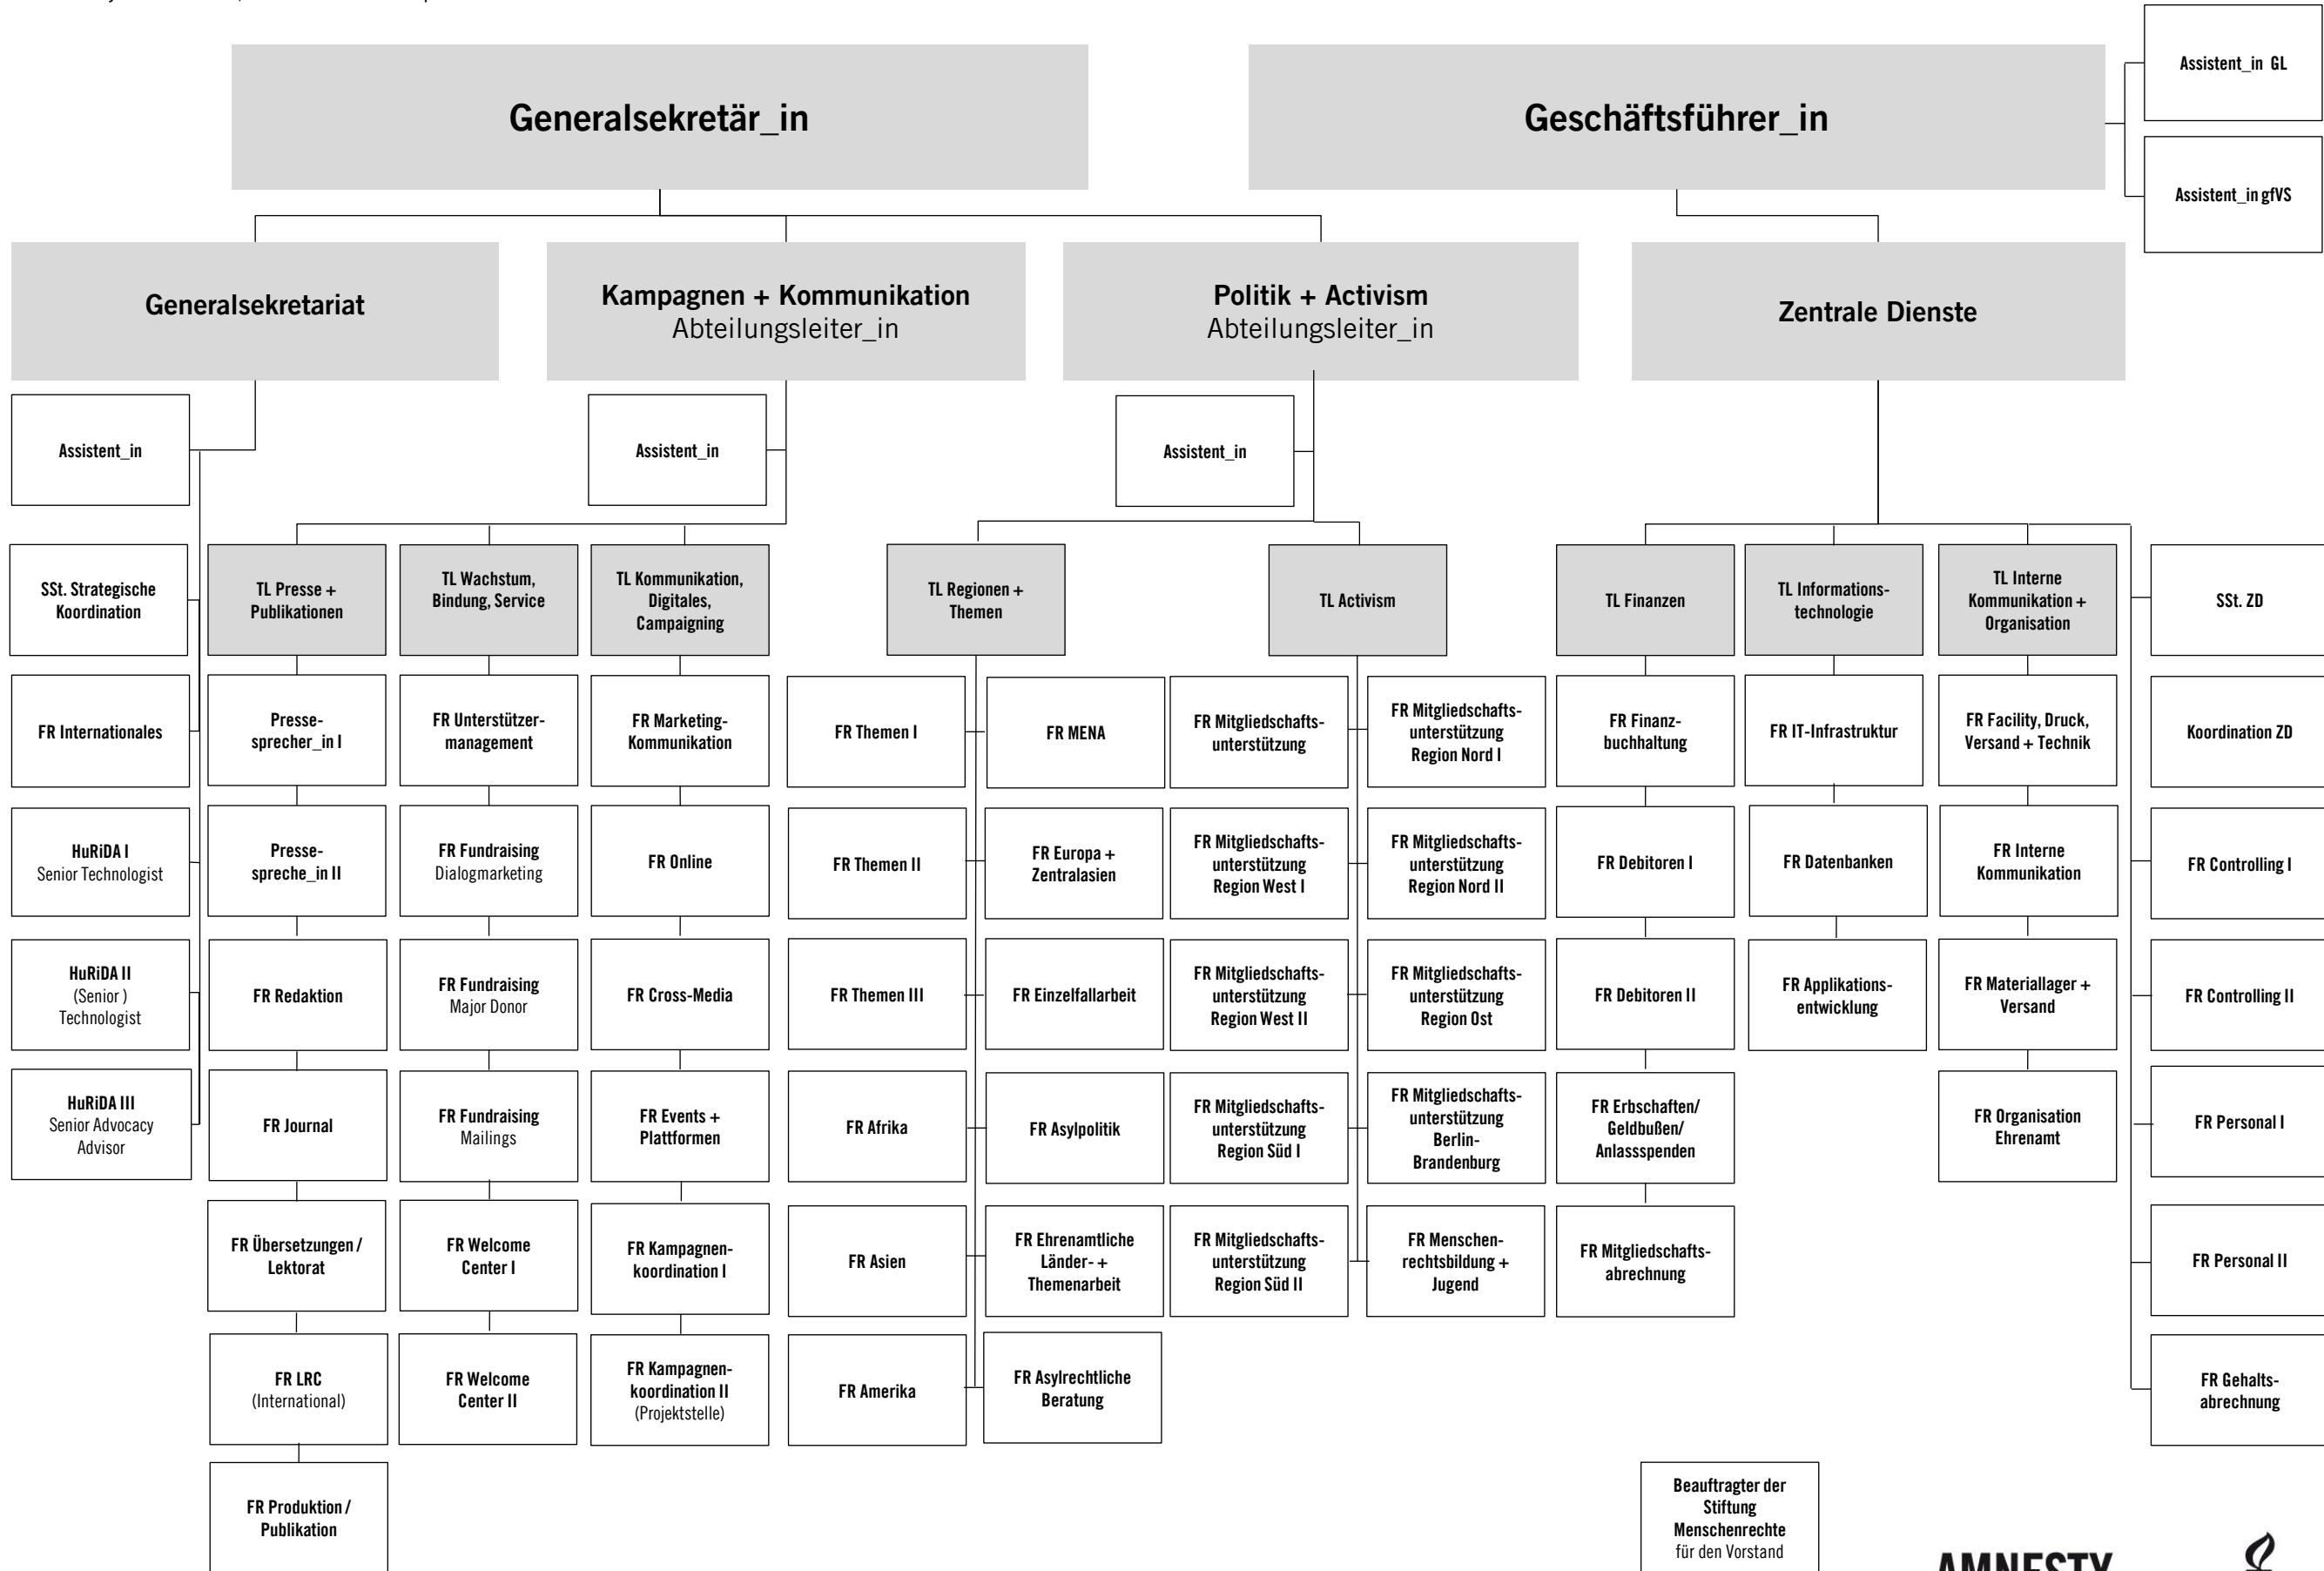 Generalsekretär_in
Geschäftsführer_in
Assistent_in GL
Assistent_in gfVS
Generalsekretariat
Kampagnen + Kommunikation
Abteilungsleiter_in
Politik + Activism
Abteilungsleiter_in
Zentrale Dienste
Assistent_in
Assistent_in
Assistent_in
SSt. Strategische
Koordination
TL Presse +
Publikationen
TL Wachstum,
Bindung, Service
TL Kommunikation,
Digitales,
Campaigning
TL Regionen +
Themen
TL Activism
TL Finanzen
TL Informations-
technologie
TL Interne
Kommunikation +
Organisation
SSt. ZD
FR Internationales
Presse-
sprecher_in I
FR Unterstützer-
management
FR Marketing-
Kommunikation
FR Themen I
FR MENA
FR Mitgliedschafts-
unterstützung
FR Mitgliedschafts-
unterstützung
Region Nord I
FR Finanz-
buchhaltung
FR IT-Infrastruktur
FR Facility, Druck,
Versand + Technik
Koordination ZD
HuRiDA I
Senior Technologist
Presse-
spreche_in II
FR Fundraising
Dialogmarketing
FR Online
FR Themen II
FR Europa +
Zentralasien
FR Mitgliedschafts-
unterstützung
Region West I
FR Mitgliedschafts-
unterstützung
Region Nord II
FR Debitoren I
FR Datenbanken
FR Interne
Kommunikation
FR Controlling I
HuRiDA II
(Senior )
Technologist
FR Redaktion
FR Fundraising
Major Donor
FR Cross-Media
FR Themen III
FR Einzelfallarbeit
FR Mitgliedschafts-
unterstützung
Region West II
FR Mitgliedschafts-
unterstützung
Region Ost
FR Debitoren II
FR Applikations-
entwicklung
FR Materiallager +
Versand
FR Controlling II
HuRiDA III
Senior Advocacy
Advisor
FR Journal
FR Fundraising
Mailings
FR Events +
Plattformen
FR Afrika
FR Asylpolitik
FR Mitgliedschafts-
unterstützung
Region Süd I
FR Mitgliedschafts-
unterstützung
Berlin-
Brandenburg
FR Erbschaften/
Geldbußen/
Anlassspenden
FR Organisation
Ehrenamt
FR Personal I
FR Übersetzungen /
Lektorat
FR Welcome
Center I
FR Kampagnen-
koordination I
FR Asien
FR Ehrenamtliche
Länder- +
Themenarbeit
FR Mitgliedschafts-
unterstützung
Region Süd II
FR Menschen-
rechtsbildung +
Jugend
FR Mitgliedschafts-
abrechnung
FR Personal II
FR LRC
(International)
FR Welcome
Center II
FR Kampagnen-
koordination II
(Projektstelle)
FR Amerika
FR Asylrechtliche
Beratung
FR Gehalts-
abrechnung
FR Produktion /
Publikation
Beauftragter der
Stiftung
Menschenrechte
für den Vorstand
AMNESTY